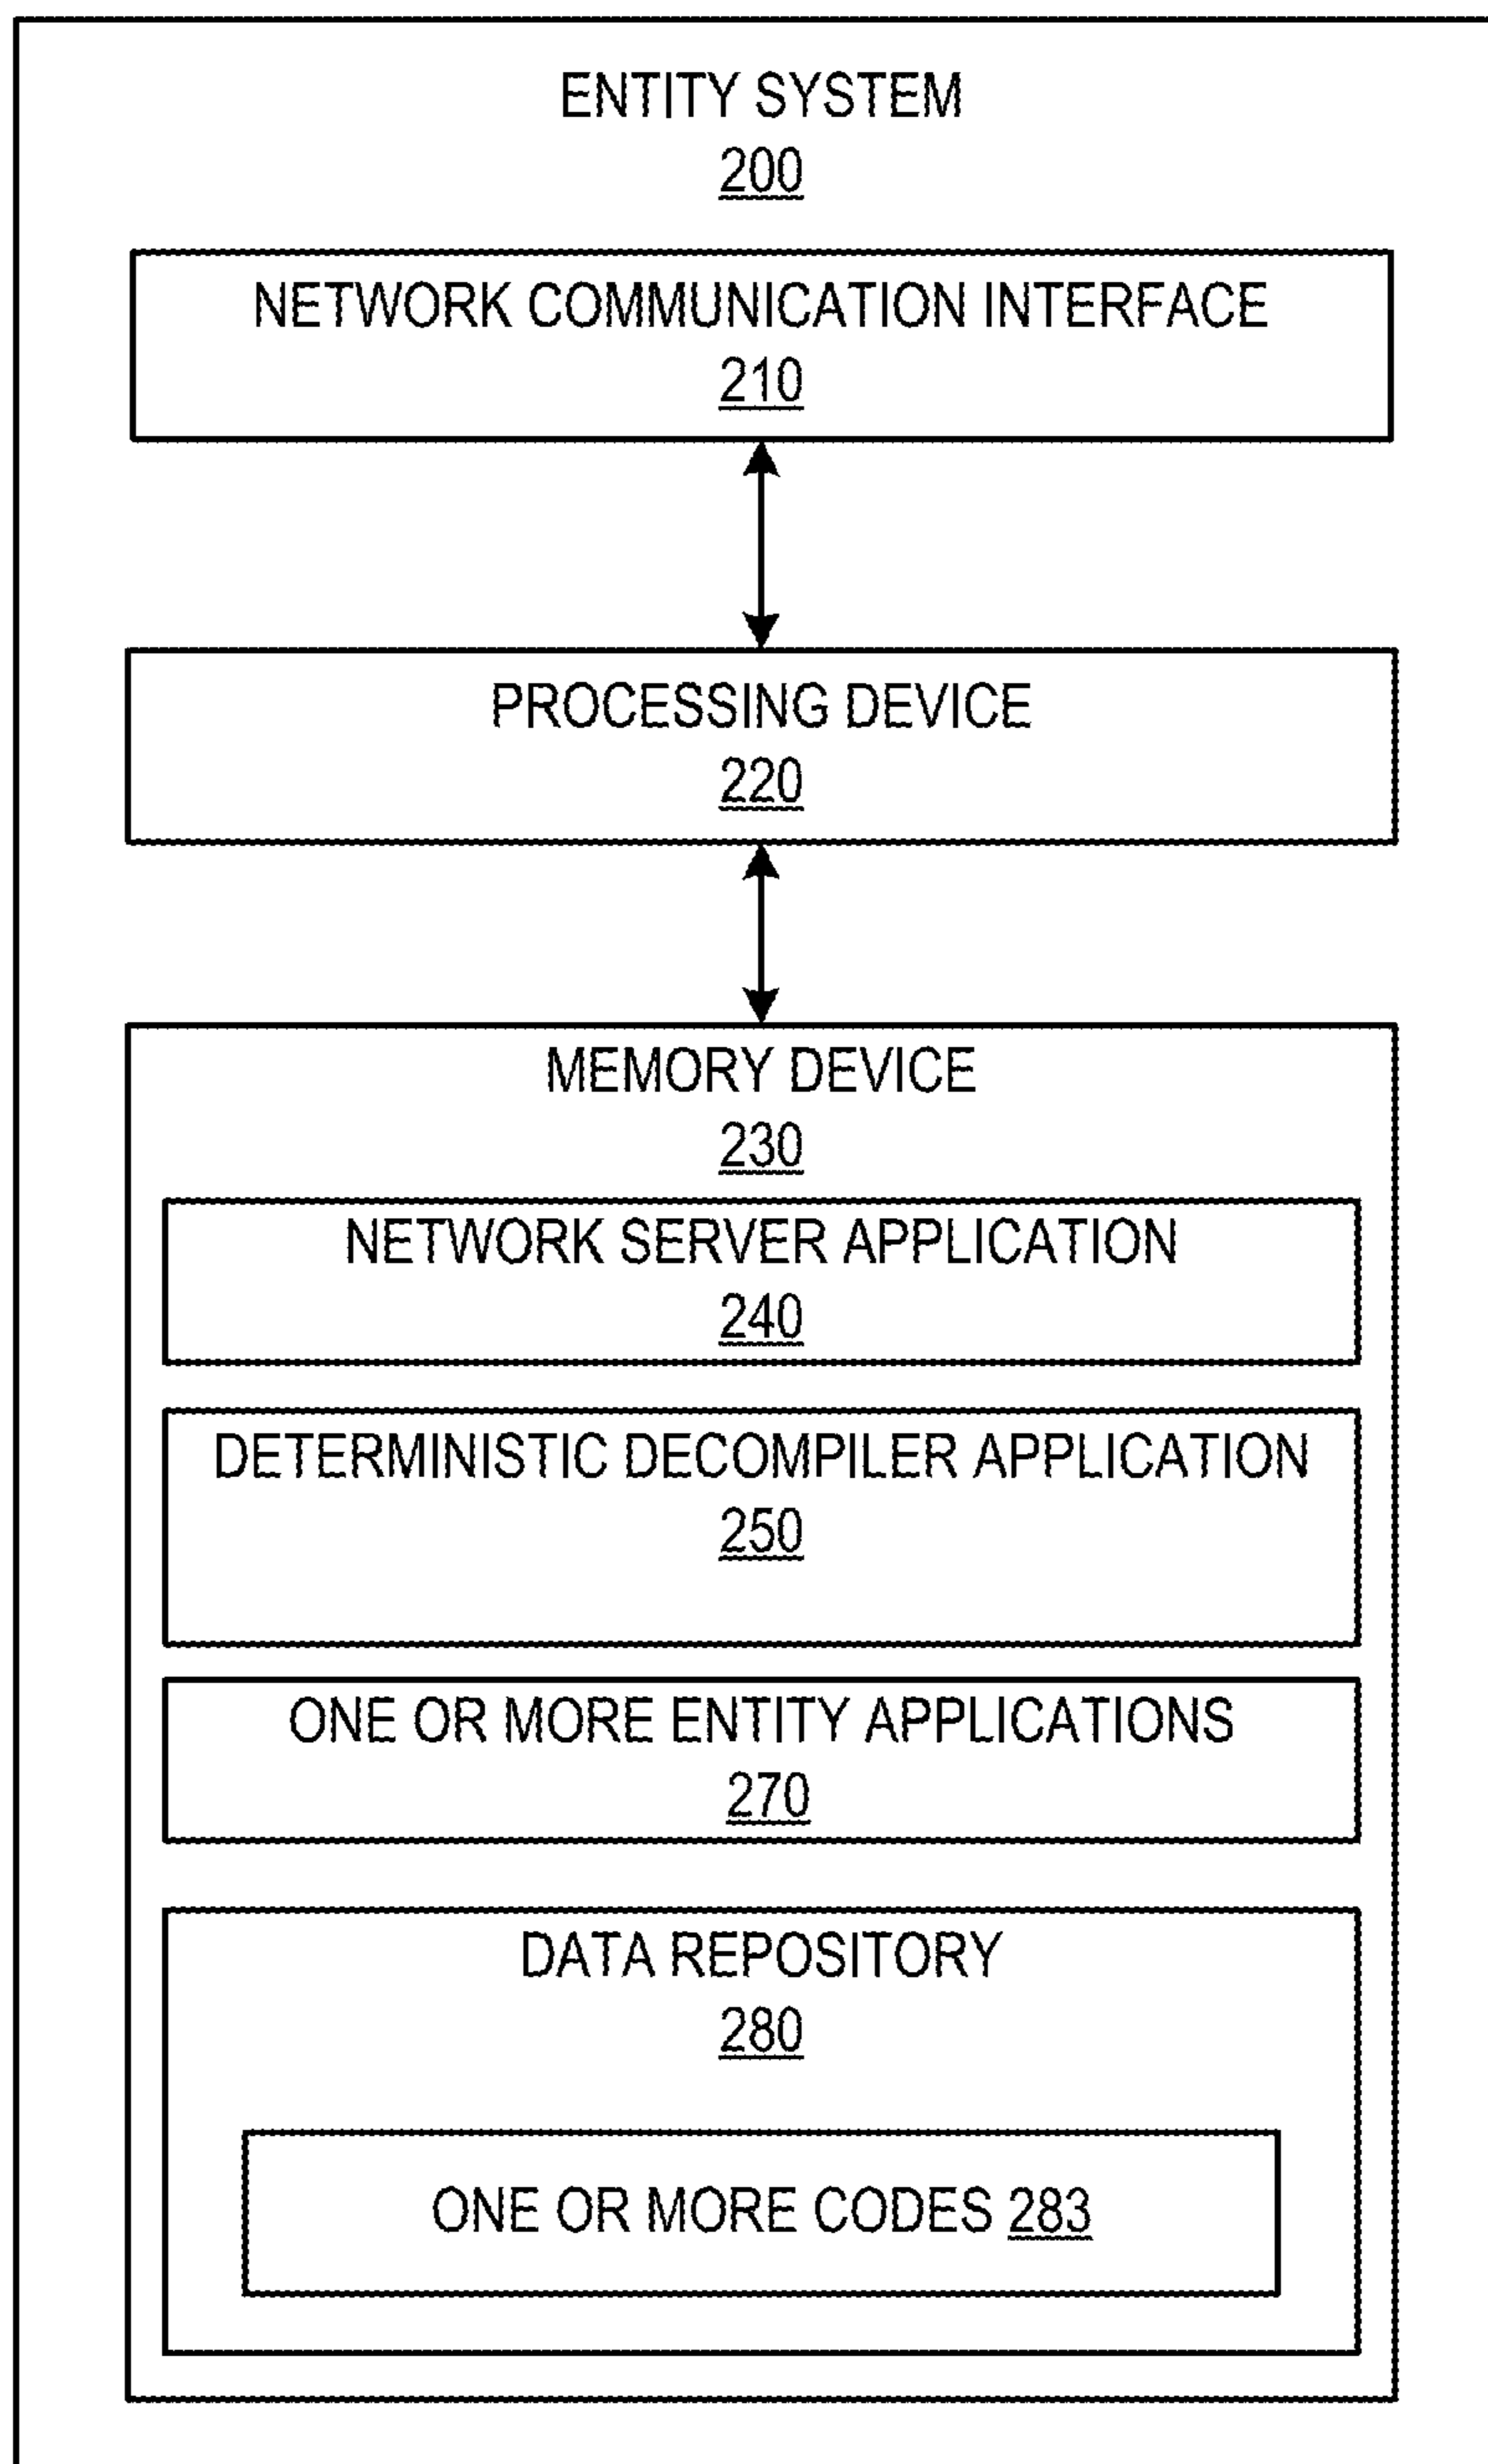 ENTITY SYSTEM
200
NETWORK COMMUNICATION INTERFACE
210
PROCESSING DEVICE
220
MEMORY DEVICE
230
NETWORK SERVER APPLICATION
240
DETERMINISTIC DECOMPILER APPLICATION
250
ONE OR MORE ENTITY APPLICATIONS
270
DATA REPOSITORY
280
ONE OR MORE CODES 283